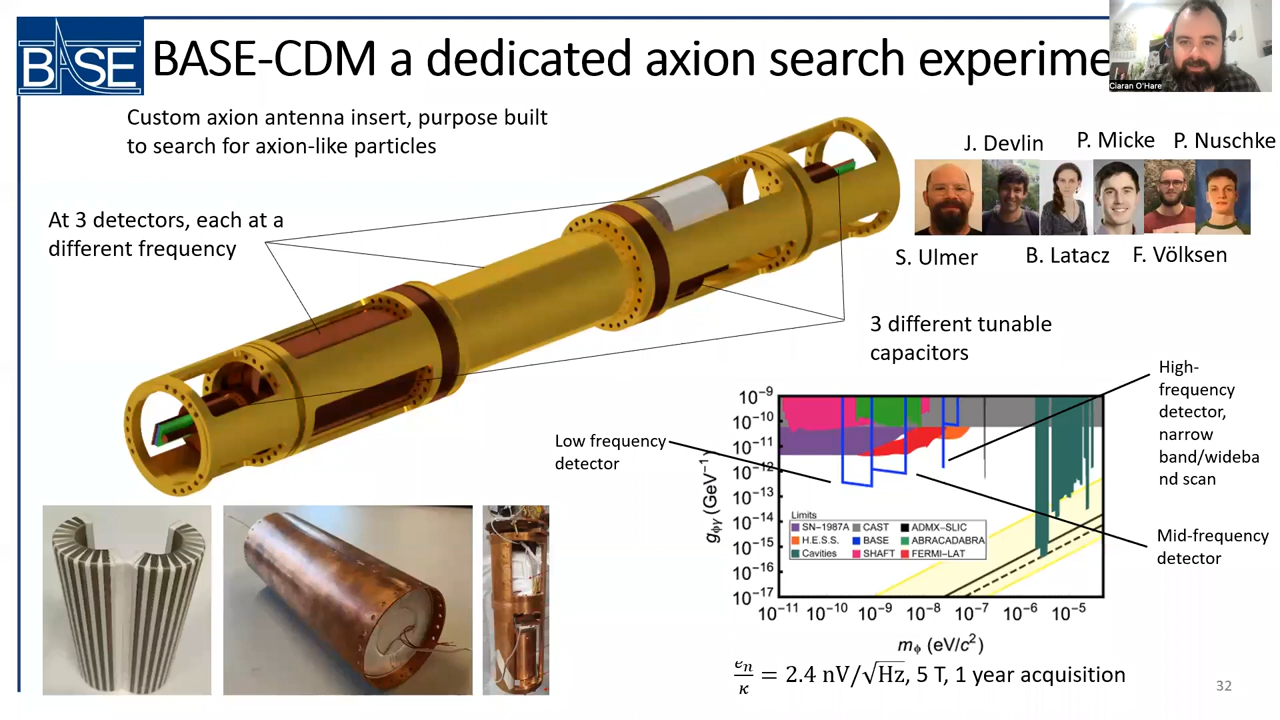 BASE
BASE-CDM a dedicated axion search experime
Ciaran O'Hare
Custom axion antenna insert, purpose built
to search for axion-like particles
J. Devlin
P. Micke
P. Nuschke
At 3 detectors, each at a
different frequency
S. Ulmer
B. Latacz
F. Völksen
3 different tunable
capacitors
High-
frequency
detector,
narrow
band/wideba
nd scan
Low frequency
detector
Mid-frequency
detector
10⁻⁹
10⁻¹⁰
10⁻¹¹
10⁻¹²
10⁻¹³
10⁻¹⁴
10⁻¹⁵
10⁻¹⁶
10⁻¹⁷
gϕγ (GeV⁻¹)
Limits
SN-1987A CAST ADMX-SLIC
H.E.S.S. BASE ABRACADABRA
Cavities SHAFT FERMI-LAT
10⁻¹¹ 10⁻¹⁰ 10⁻⁹ 10⁻⁸ 10⁻⁷ 10⁻⁶ 10⁻⁵
mϕ (eV/c²)
eₙ/κ = 2.4 nV/√Hz, 5 T, 1 year acquisition
32